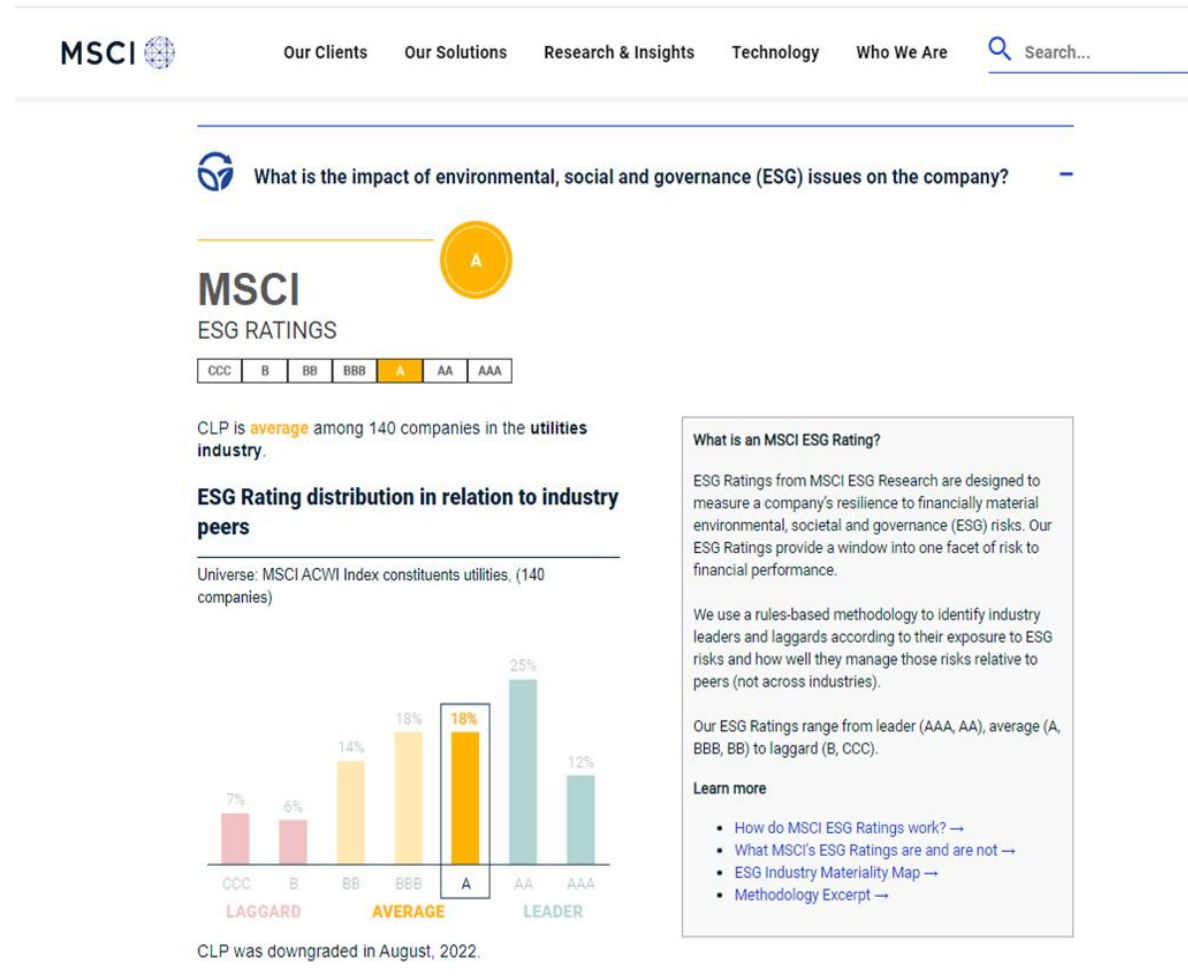 MSCI
Our Clients Our Solutions Research & Insights Technology Who We Are Search...
What is the impact of environmental, social and governance (ESG) issues on the company?
A
MSCI
ESG RATINGS
CCC B BB BBB A AA AAA
CLP is average among 140 companies in the utilities
industry.
ESG Rating distribution in relation to industry
peers
Universe: MSCI ACWI Index constituents utilities, (140
companies)
7% 6% 14% 18% 18% 25% 12%
CCC B BB BBB A AA AAA
LAGGARD AVERAGE LEADER
CLP was downgraded in August, 2022.
What is an MSCI ESG Rating?
ESG Ratings from MSCI ESG Research are designed to
measure a company's resilience to financially material
environmental, societal and governance (ESG) risks. Our
ESG Ratings provide a window into one facet of risk to
financial performance.
We use a rules-based methodology to identify industry
leaders and laggards according to their exposure to ESG
risks and how well they manage those risks relative to
peers (not across industries).
Our ESG Ratings range from leader (AAA, AA), average (A,
BBB, BB) to laggard (B, CCC).
Learn more
• How do MSCI ESG Ratings work? →
• What MSCI's ESG Ratings are and are not →
• ESG Industry Materiality Map →
• Methodology Excerpt →